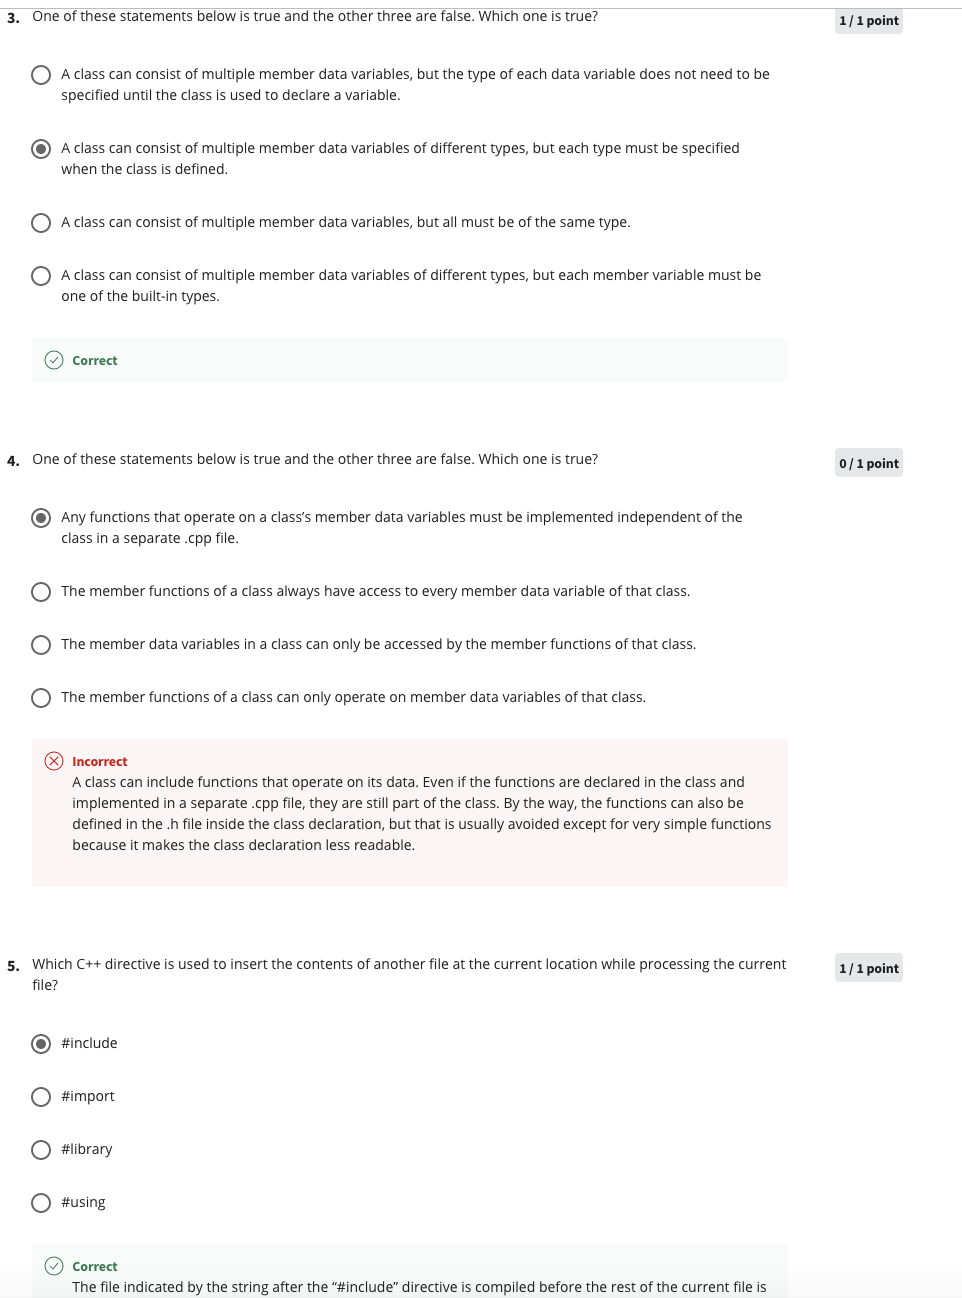 3. One of these statements below is true and the other three are false. Which one is true?
1 / 1 point
A class can consist of multiple member data variables, but the type of each data variable does not need to be
specified until the class is used to declare a variable.
A class can consist of multiple member data variables of different types, but each type must be specified
when the class is defined.
A class can consist of multiple member data variables, but all must be of the same type.
A class can consist of multiple member data variables of different types, but each member variable must be
one of the built-in types.
Correct
4. One of these statements below is true and the other three are false. Which one is true?
0 / 1 point
Any functions that operate on a class’s member data variables must be implemented independent of the
class in a separate .cpp file.
The member functions of a class always have access to every member data variable of that class.
The member data variables in a class can only be accessed by the member functions of that class.
The member functions of a class can only operate on member data variables of that class.
Incorrect
A class can include functions that operate on its data. Even if the functions are declared in the class and
implemented in a separate .cpp file, they are still part of the class. By the way, the functions can also be
defined in the .h file inside the class declaration, but that is usually avoided except for very simple functions
because it makes the class declaration less readable.
5. Which C++ directive is used to insert the contents of another file at the current location while processing the current
file?
1 / 1 point
#include
#import
#library
#using
Correct
The file indicated by the string after the “#include” directive is compiled before the rest of the current file is